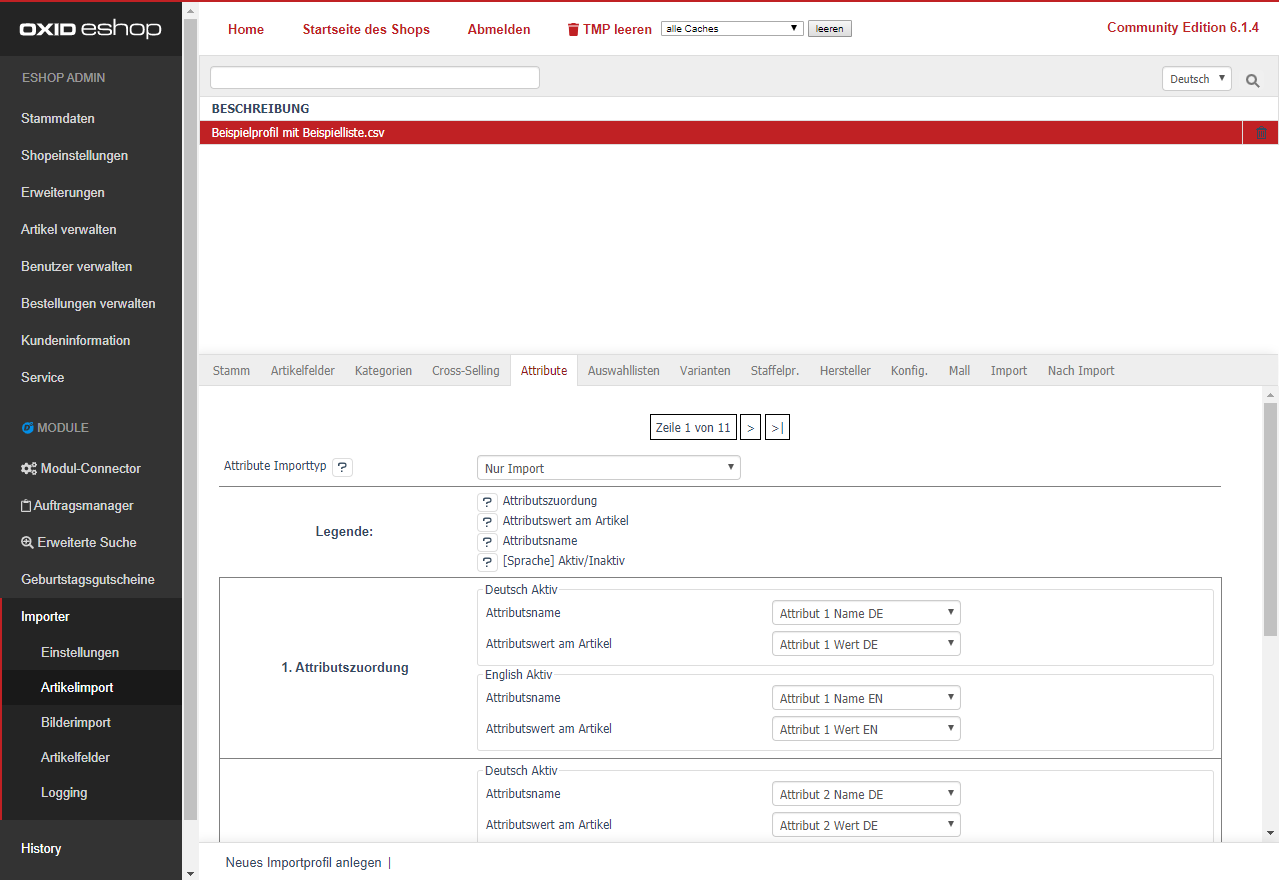 OXID eshop
Home
Startseite des Shops
Abmelden
TMP leeren
alle Caches
leeren
Community Edition 6.1.4
ESHOP ADMIN
Stammdaten
Shopeinstellungen
Erweiterungen
Artikel verwalten
Benutzer verwalten
Bestellungen verwalten
Kundeninformation
Service
MODULE
Modul-Connector
Auftragsmanager
Erweiterte Suche
Geburtstagsgutscheine
Importer
Einstellungen
Artikelimport
Bilderimport
Artikelfelder
Logging
History
Deutsch
BESCHREIBUNG
Beispielprofil mit Beispielliste.csv
Stamm Artikelfelder Kategorien Cross-Selling Attribute Auswahllisten Varianten Staffelpr. Hersteller Konfig. Mall Import Nach Import
Zeile 1 von 11 > >|
Attribute Importtyp ? Nur Import
Legende:
? Attributszuordung
? Attributswert am Artikel
? Attributsname
? [Sprache] Aktiv/Inaktiv
1. Attributszuordung
Deutsch Aktiv
Attributsname Attribut 1 Name DE
Attributswert am Artikel Attribut 1 Wert DE
English Aktiv
Attributsname Attribut 1 Name EN
Attributswert am Artikel Attribut 1 Wert EN
Deutsch Aktiv
Attributsname Attribut 2 Name DE
Attributswert am Artikel Attribut 2 Wert DE
Neues Importprofil anlegen |